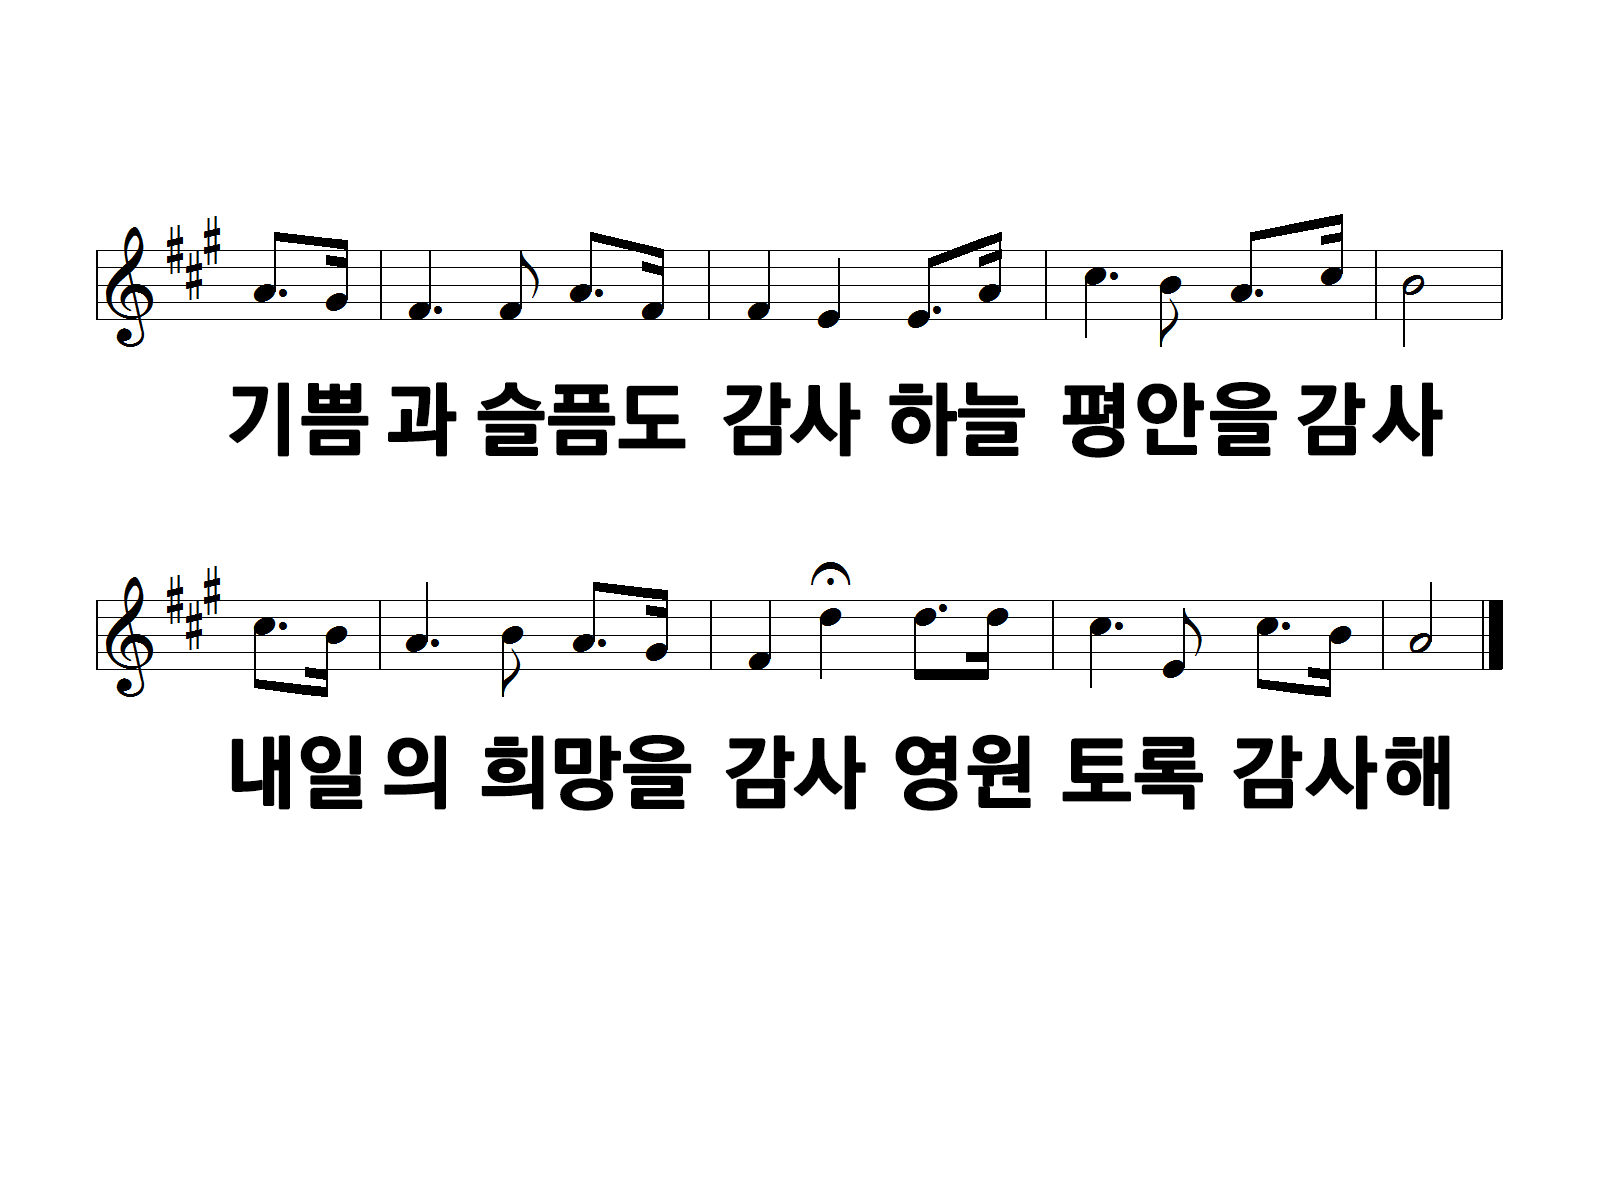 기쁨 과 슬픔도 감사 하늘 평안을 감사
내일 의 희망을 감사 영원 토록 감사해